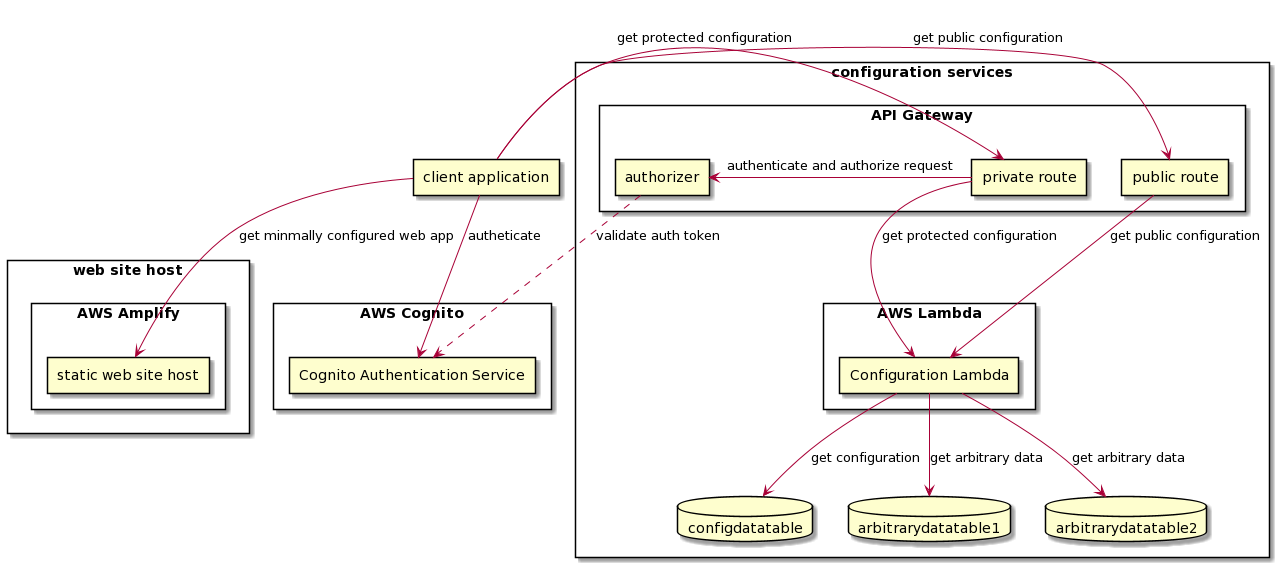 get protected configuration
get public configuration
configuration services
API Gateway
authenticate and authorize request
client application
authorizer
private route
public route
get minmally configured web app
autheticate
validate auth token
get protected configuration
get public configuration
web site host
AWS Amplify
AWS Cognito
AWS Lambda
static web site host
Cognito Authentication Service
Configuration Lambda
get configuration
get arbitrary data
get arbitrary data
configdatatable
arbitrarydatatable1
arbitrarydatatable2